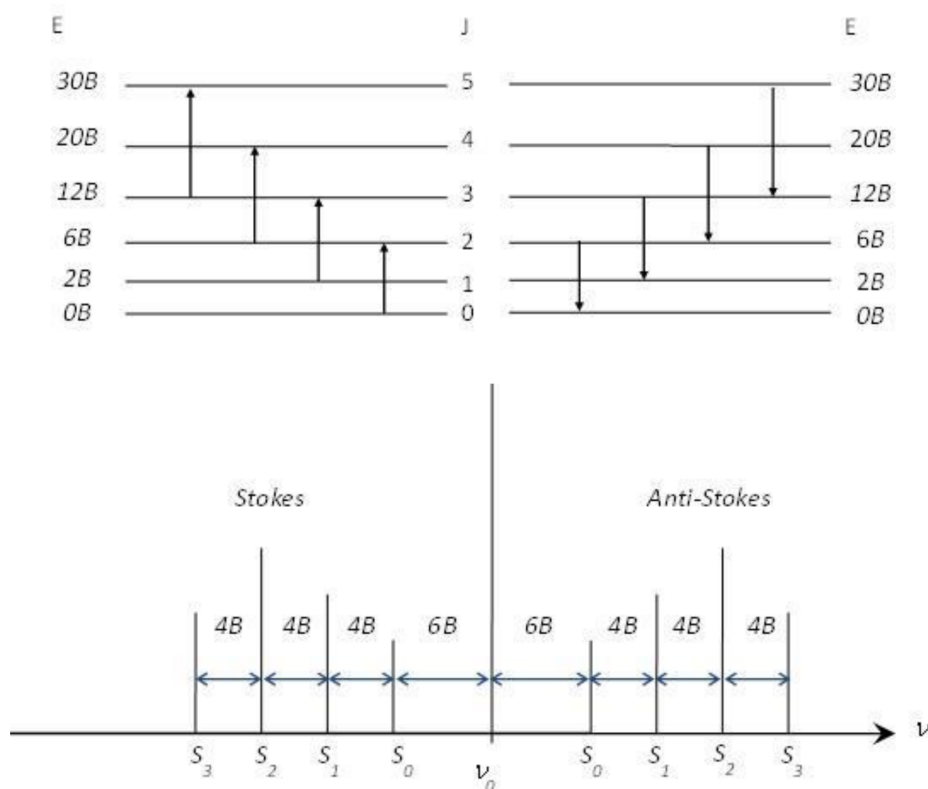 E J E
30B 5 30B
20B 4 20B
12B 3 12B
6B 2 6B
2B 1 2B
0B 0 0B
Stokes Anti-Stokes
4B 4B 4B 6B 6B 4B 4B 4B
S₃ S₂ S₁ S₀ ν₀ S₀ S₁ S₂ S₃ ν